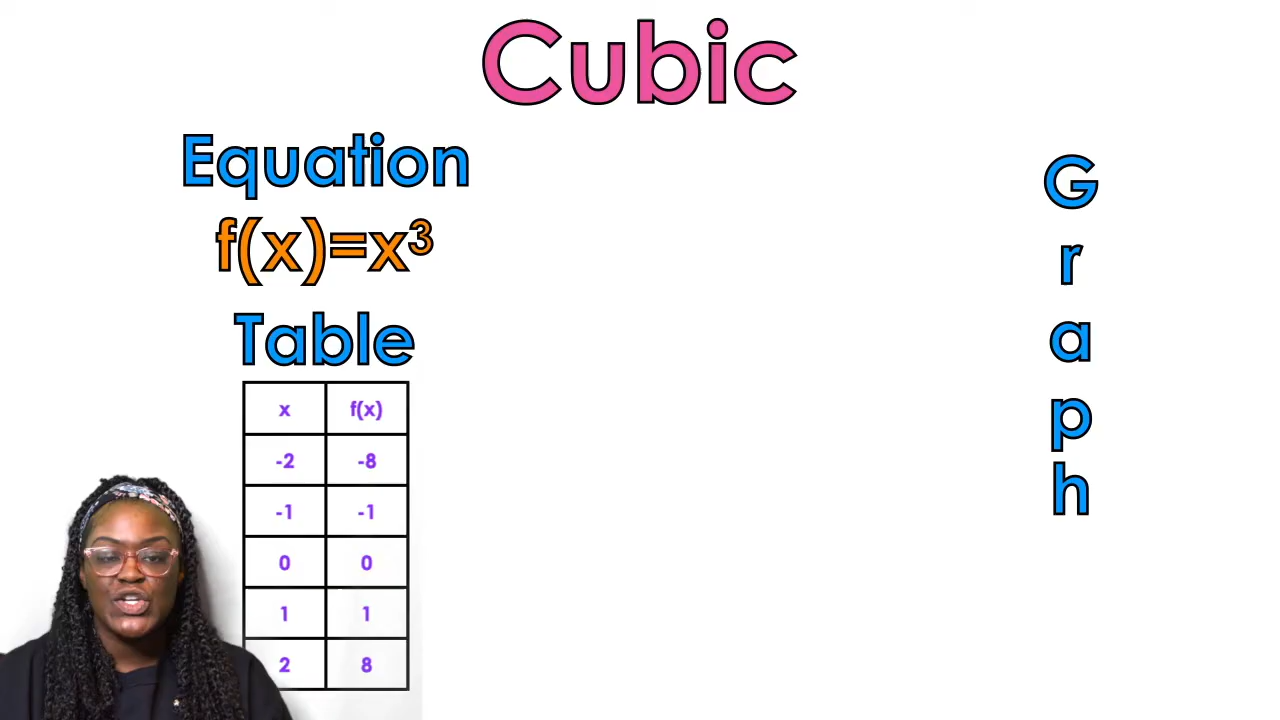 Cubic
Equation
f(x)=x³
Table
x f(x)
-2 -8
-1 -1
0 0
1 1
2 8
G
r
a
p
h